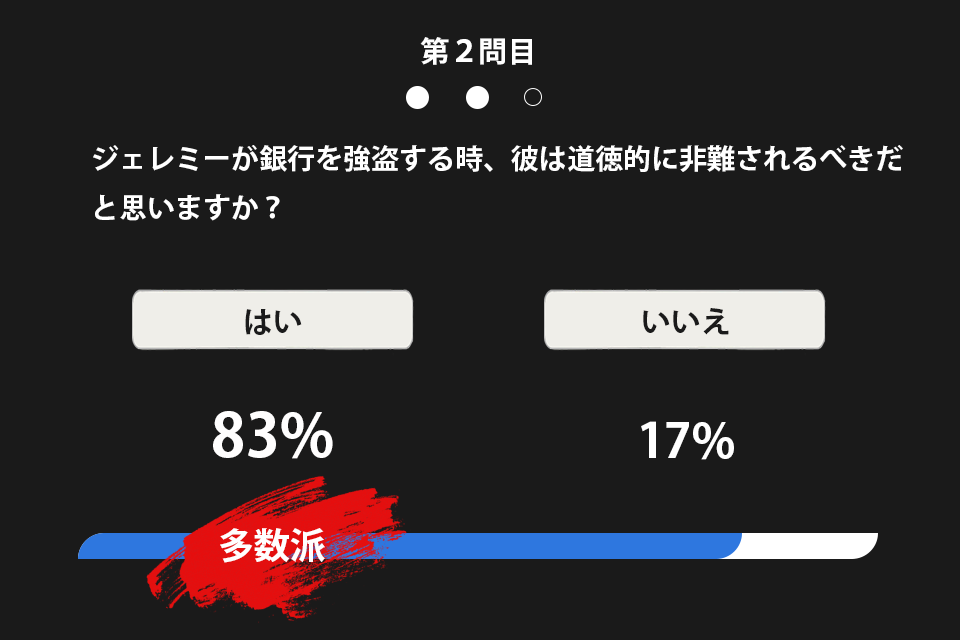 第２問目
ジェレミーが銀行を強盗する時、彼は道徳的に非難されるべきだ
と思いますか？
はい
いいえ
83%
17%
多数派